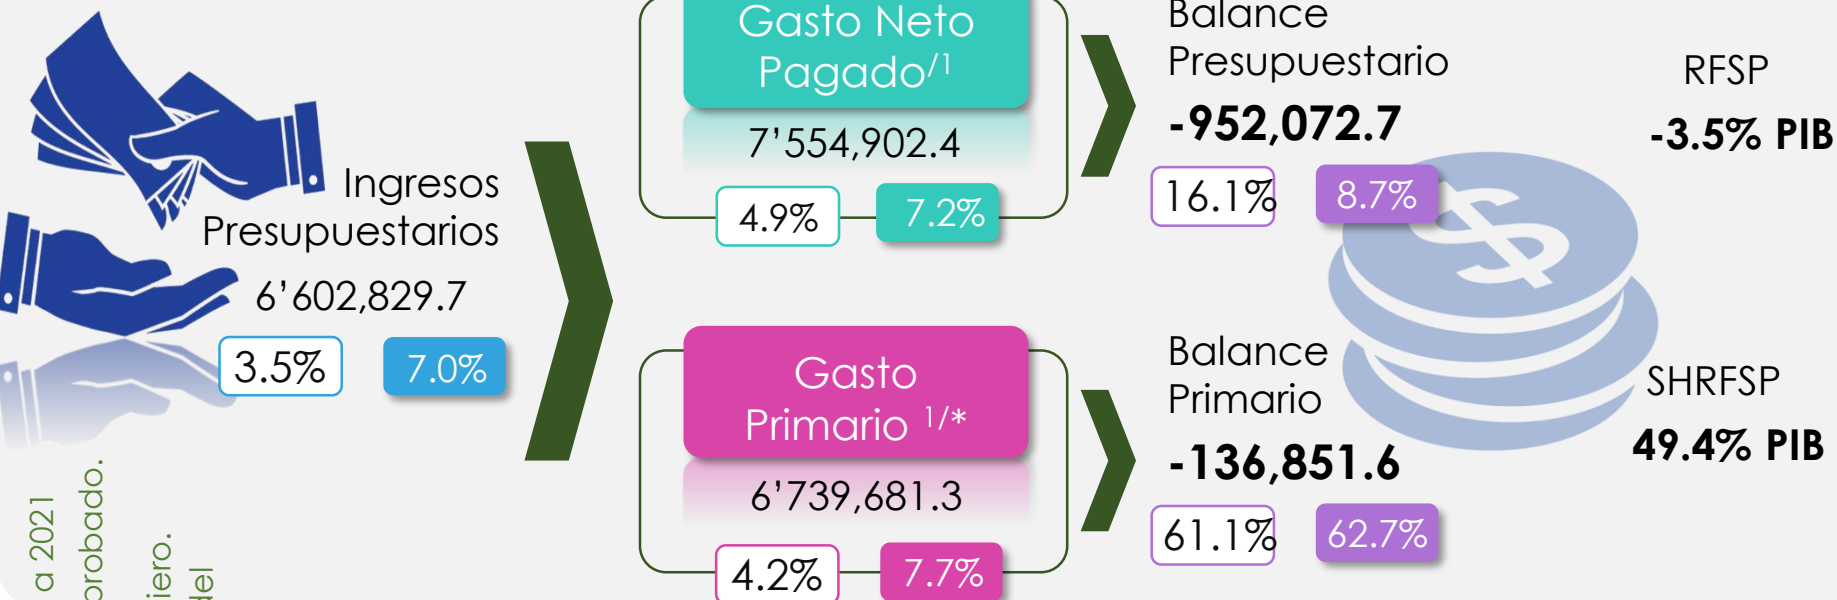 Ingresos
Presupuestarios
6’602,829.7
3.5%
7.0%
Gasto Neto
Pagado/1
7’554,902.4
4.9%
7.2%
Balance
Presupuestario
-952,072.7
16.1%
8.7%
RFSP
-3.5% PIB
Gasto
Primario 1/*
6’739,681.3
4.2%
7.7%
Balance
Primario
-136,851.6
61.1%
62.7%
SHRFSP
49.4% PIB
$
a 2021